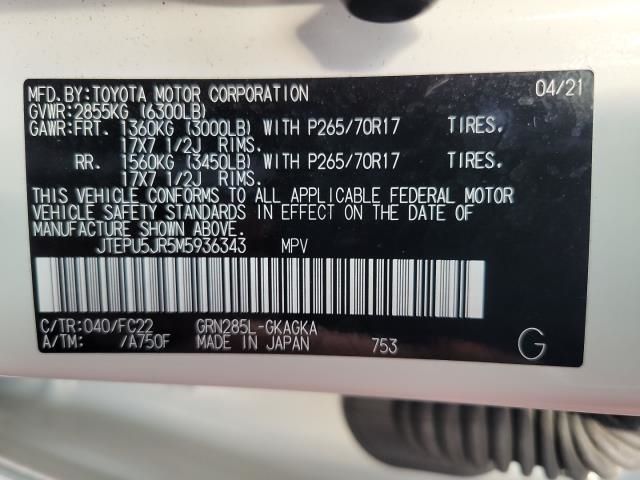 MFD.BY:TOYOTA MOTOR CORPORATION 04/21
GVWR:2855KG (6300LB)
GAWR:FRT. 1360KG (3000LB) WITH P265/70R17 TIRES.
17X7 1/2J RIMS.
RR. 1560KG (3450LB) WITH P265/70R17 TIRES.
17X7 1/2J RIMS.
THIS VEHICLE CONFORMS TO ALL APPLICABLE FEDERAL MOTOR
VEHICLE SAFETY STANDARDS IN EFFECT ON THE DATE OF
MANUFACTURE SHOWN ABOVE.
JTEPU5JR5M5936343 MPV
C/TR:040/FC22 GRN285L-GKAGKA
A/TM: /A750F MADE IN JAPAN 753 G